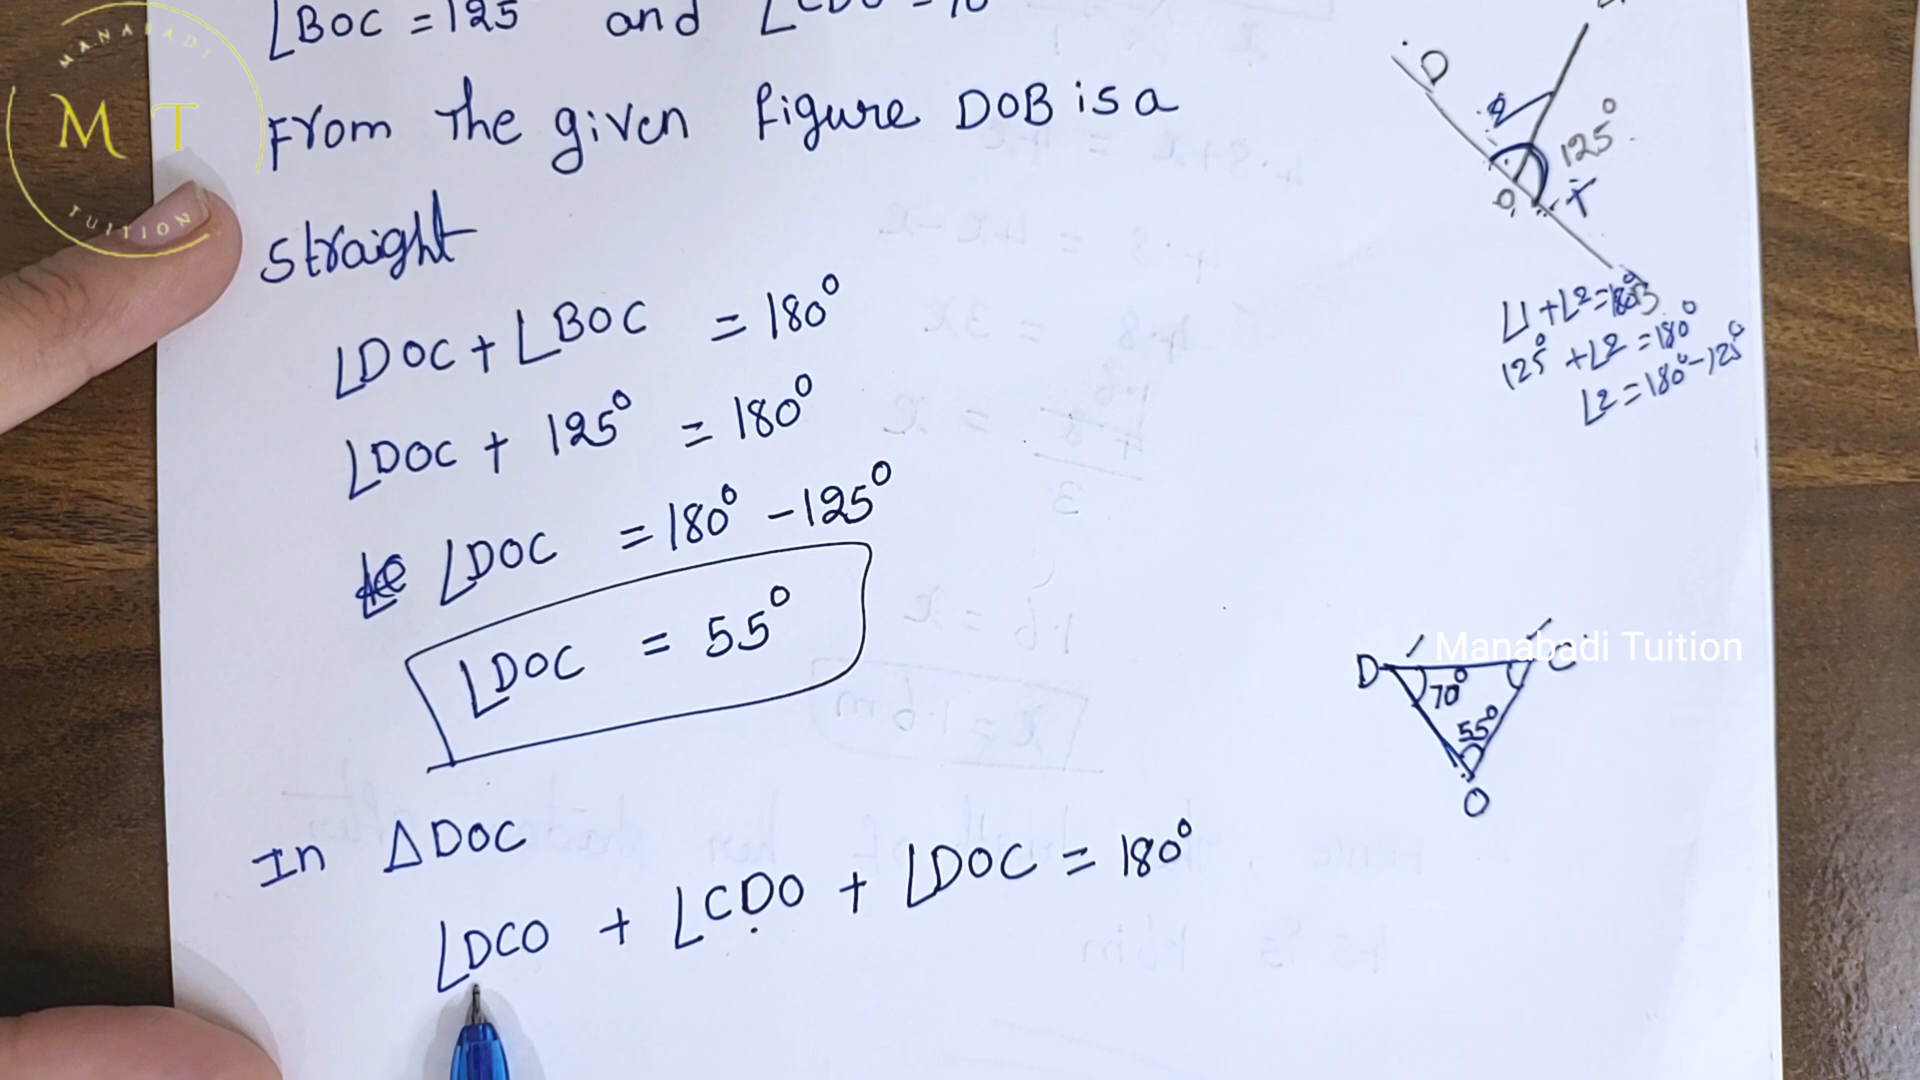 MANABADI
M T
TUITION
∠BOC = 125 and
From the given figure DOB is a
straight
∠DOC + ∠BOC = 180°
∠DOC + 125° = 180°
∠DOC = 180° - 125°
∠DOC = 55°
In △DOC
∠DCO + ∠CDO + ∠DOC = 180°
D
2
125°
O
1
B
∠1 + ∠2 = 180°
125° + ∠2 = 180°
∠2 = 180° - 125°
Manabadi Tuition
D C
70°
55°
O